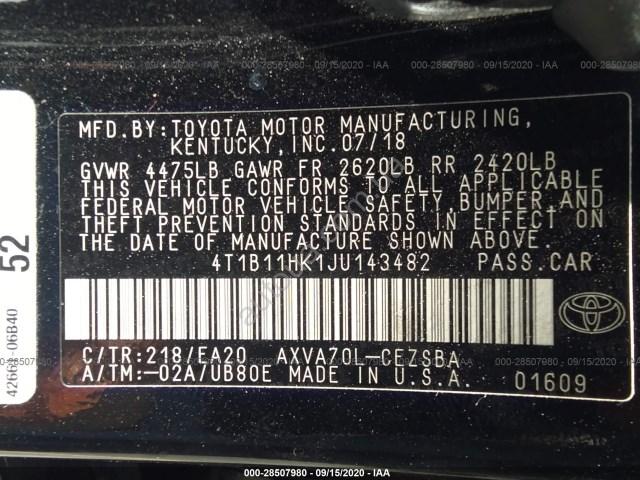 000-28507980 - 09/15/2020 - IAA
MFD.BY:TOYOTA MOTOR MANUFACTURING,
KENTUCKY,INC.07/18
GVWR 4475LB GAWR FR 2620LB RR 2420LB
THIS VEHICLE CONFORMS TO ALL APPLICABLE
FEDERAL MOTOR VEHICLE SAFETY, BUMPER,AND
THEFT PREVENTION STANDARDS IN EFFECT ON
THE DATE OF MANUFACTURE SHOWN ABOVE.
4T1B11HK1JU143482 PASS.CAR
C/TR:218/EA20 AXVA70L-CEZSBA
A/TM:-02A/UB80E MADE IN U.S.A. 01609
TOYOTA
52
000-28507980 - 09/15/2020 - IAA